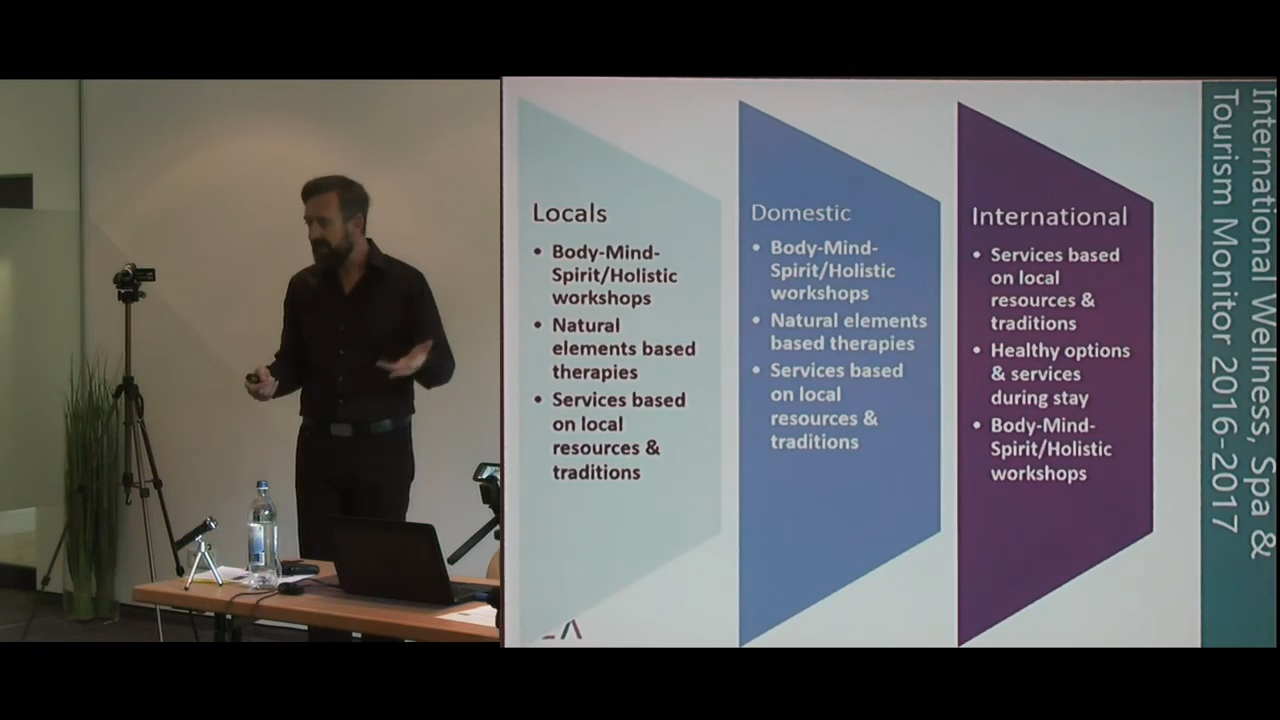 Locals
• Body-Mind-
Spirit/Holistic
workshops
• Natural
elements based
therapies
• Services based
on local
resources &
traditions
Domestic
• Body-Mind-
Spirit/Holistic
workshops
• Natural elements
based therapies
• Services based
on local
resources &
traditions
International
• Services based
on local
resources &
traditions
• Healthy options
& services
during stay
• Body-Mind-
Spirit/Holistic
workshops
International Wellness, Spa &
Tourism Monitor 2016-2017